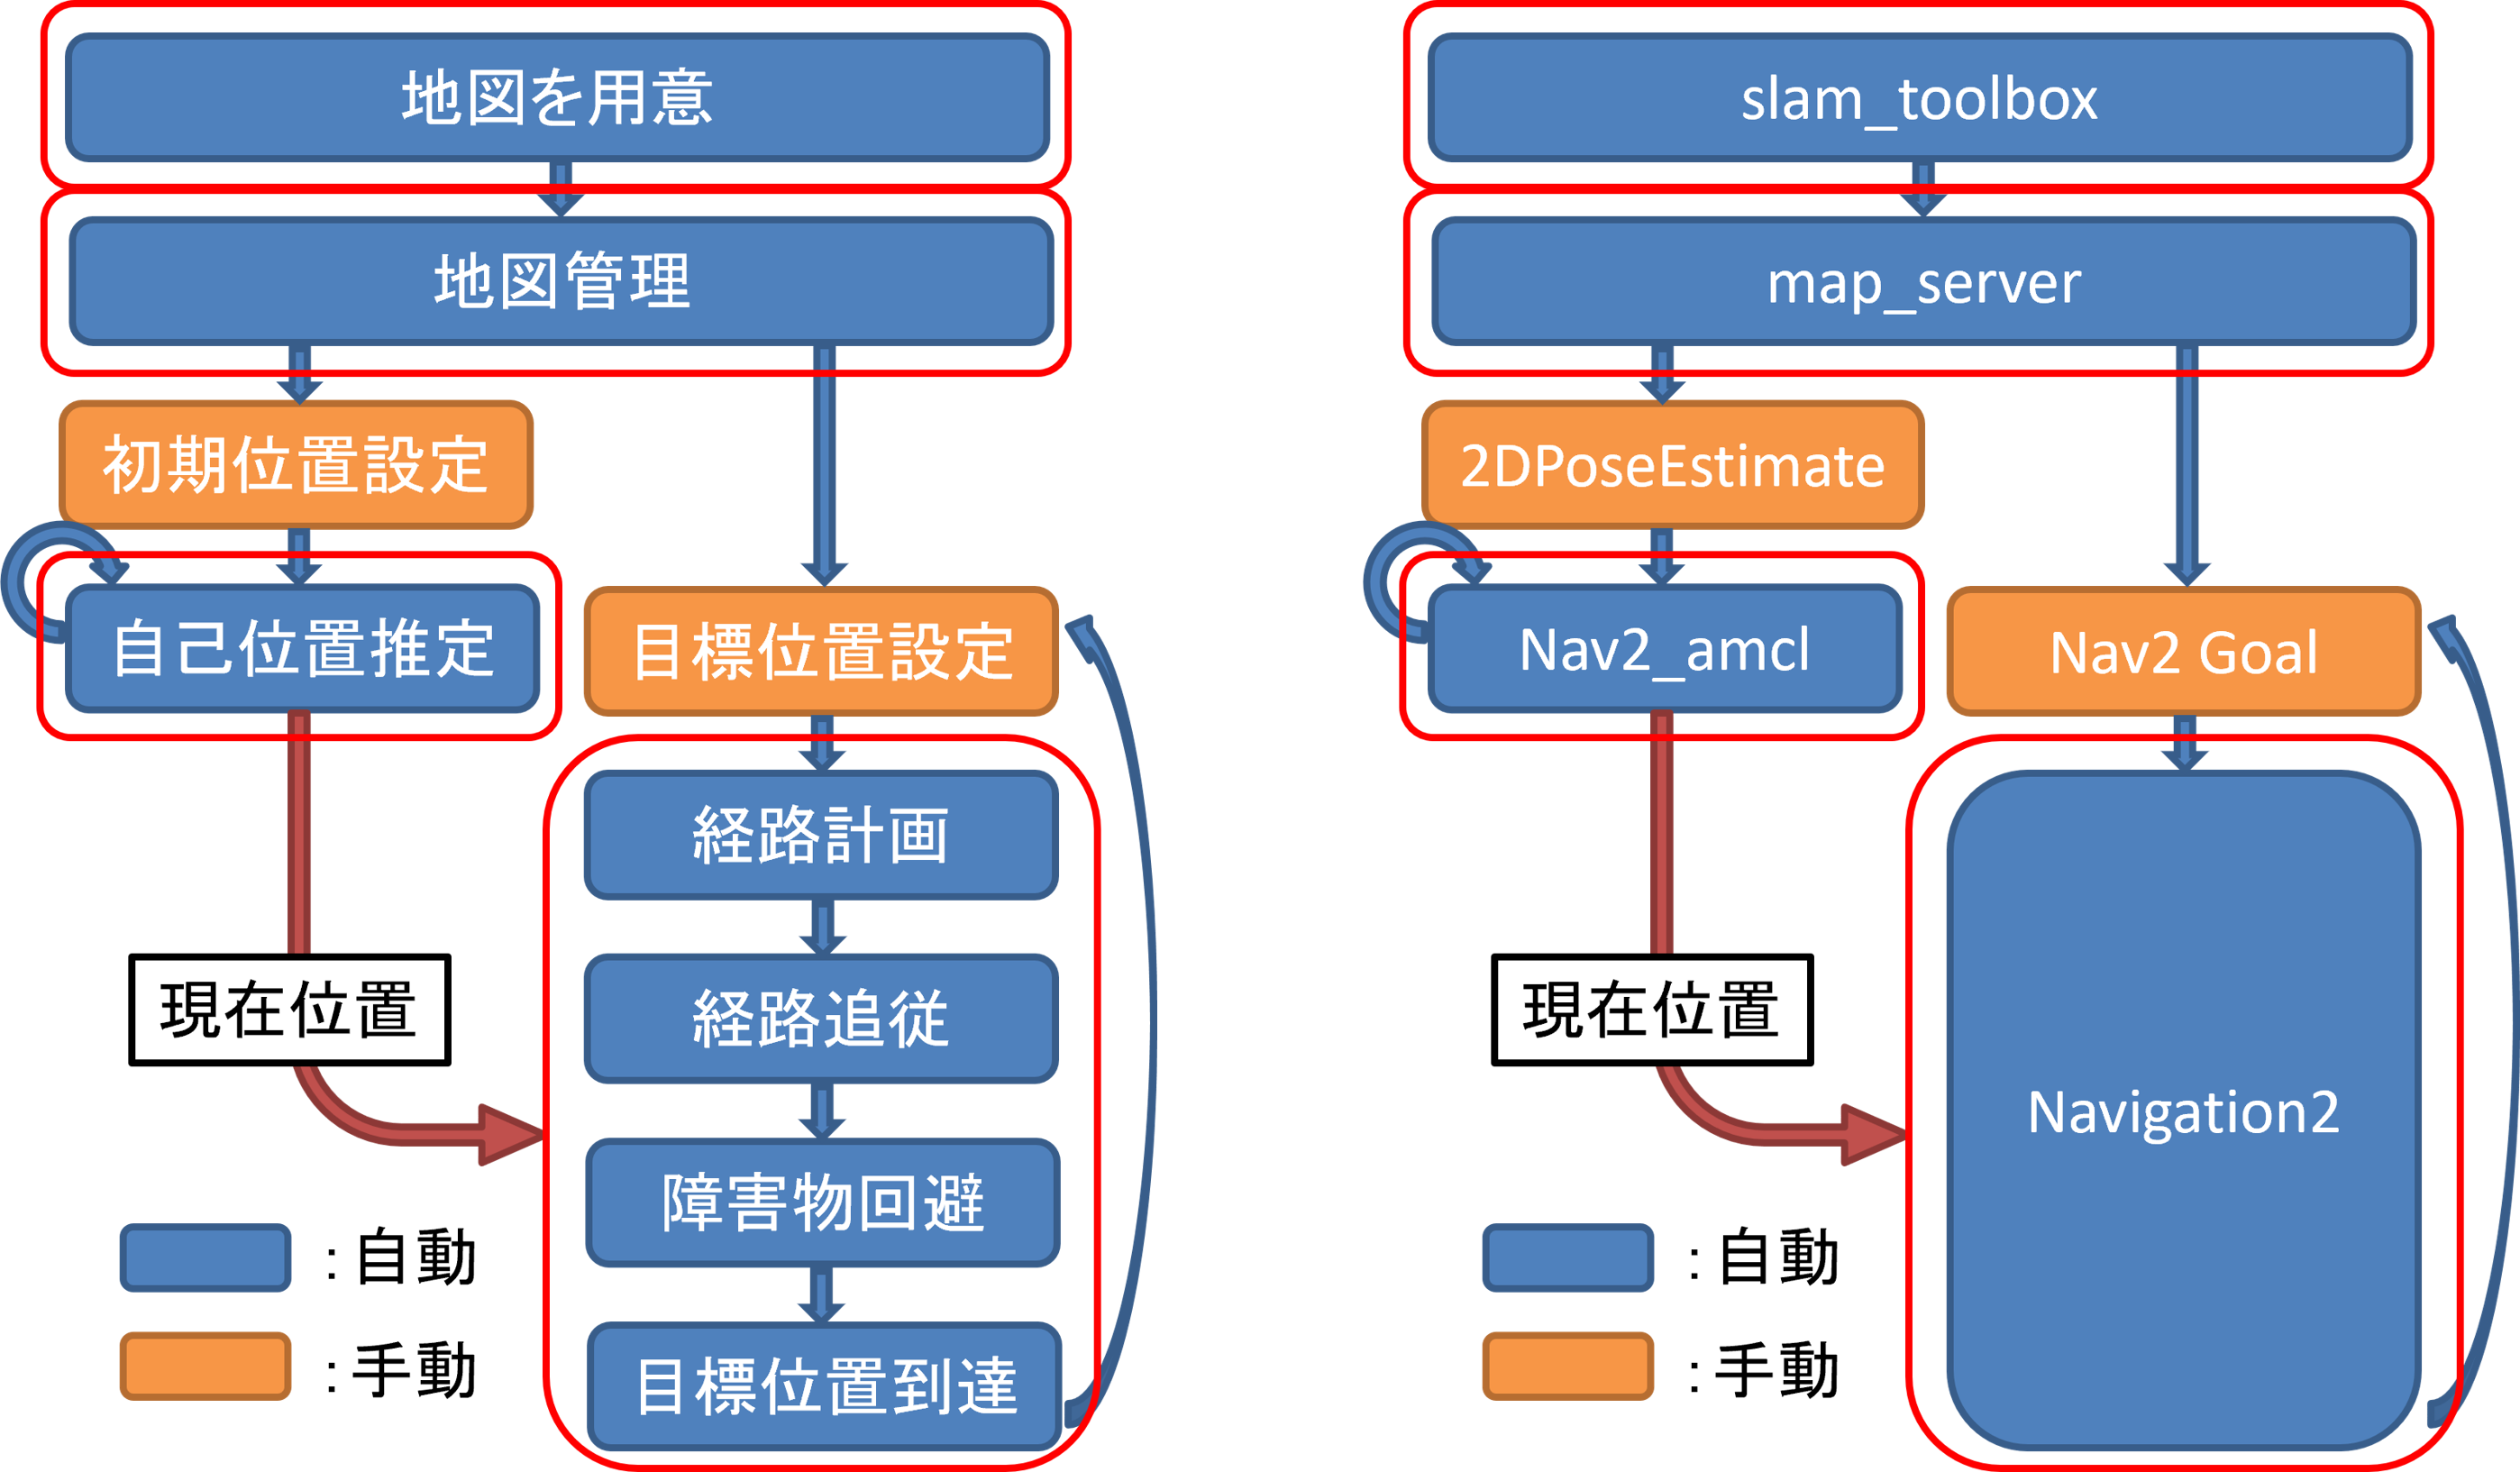 地図を用意
地図管理
初期位置設定
自己位置推定
目標位置設定
経路計画
経路追従
障害物回避
目標位置到達
現在位置
：自動
：手動
slam_toolbox
map_server
2DPoseEstimate
Nav2_amcl
Nav2 Goal
Navigation2
現在位置
：自動
：手動